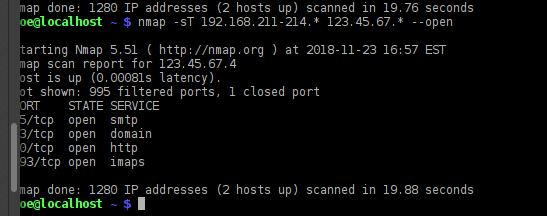 map done: 1280 IP addresses (2 hosts up) scanned in 19.76 seconds
oe@localhost ~ $ nmap -sT 192.168.211-214.* 123.45.67.* --open
tarting Nmap 5.51 ( http://nmap.org ) at 2018-11-23 16:57 EST
map scan report for 123.45.67.4
ost is up (0.00081s latency).
ot shown: 995 filtered ports, 1 closed port
ORT    STATE SERVICE
5/tcp  open  smtp
3/tcp  open  domain
0/tcp  open  http
93/tcp open  imaps
map done: 1280 IP addresses (2 hosts up) scanned in 19.88 seconds
oe@localhost ~ $